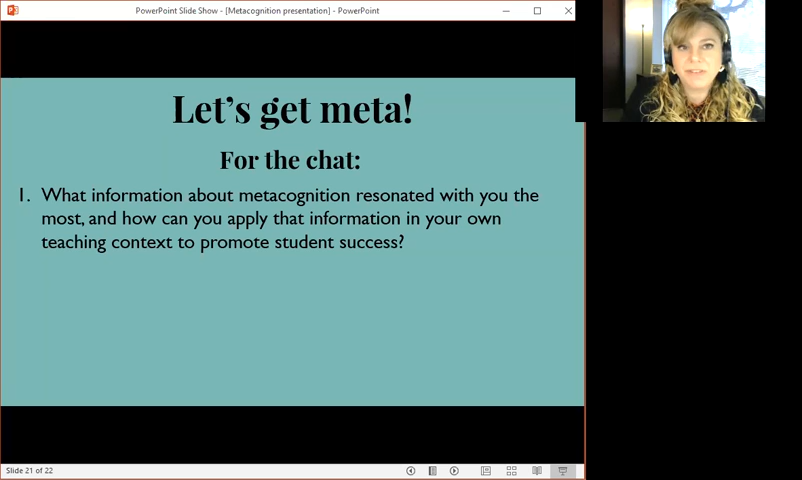 PowerPoint Slide Show - [Metacognition presentation] - PowerPoint
Let's get meta!
For the chat:
1. What information about metacognition resonated with you the
most, and how can you apply that information in your own
teaching context to promote student success?
Slide 21 of 22